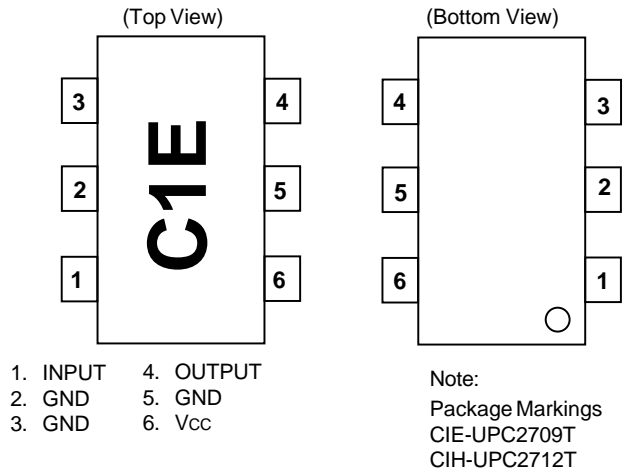 (Top View)
3
4
2
5
1
6
C1E
1. INPUT
2. GND
3. GND
4. OUTPUT
5. GND
6. VCC
(Bottom View)
4
3
5
2
6
1
Note:
Package Markings
CIE-UPC2709T
CIH-UPC2712T